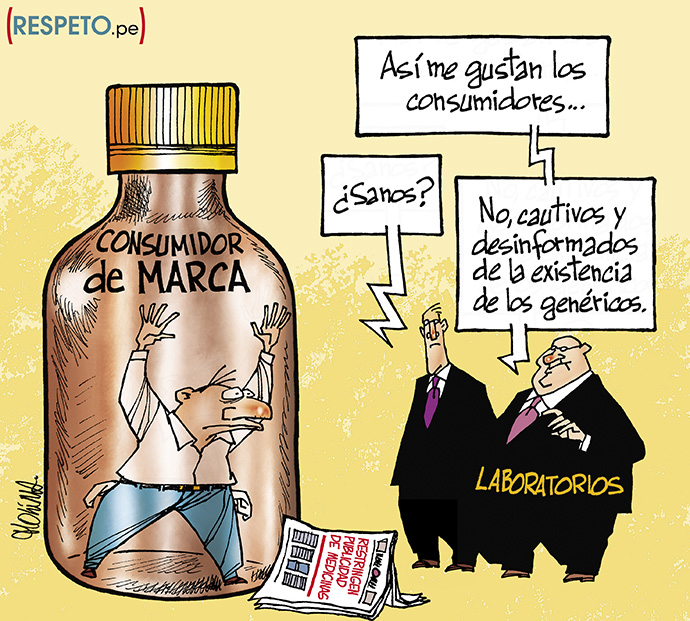 (RESPETO.pe)
Así me gustan los
consumidores...
¿Sanos?
No, cautivos y
desinformados
de la existencia
de los genéricos.
CONSUMIDOR
de MARCA
LABORATORIOS
RESTRINGEN
PUBLICIDAD
DE MEDICINAS